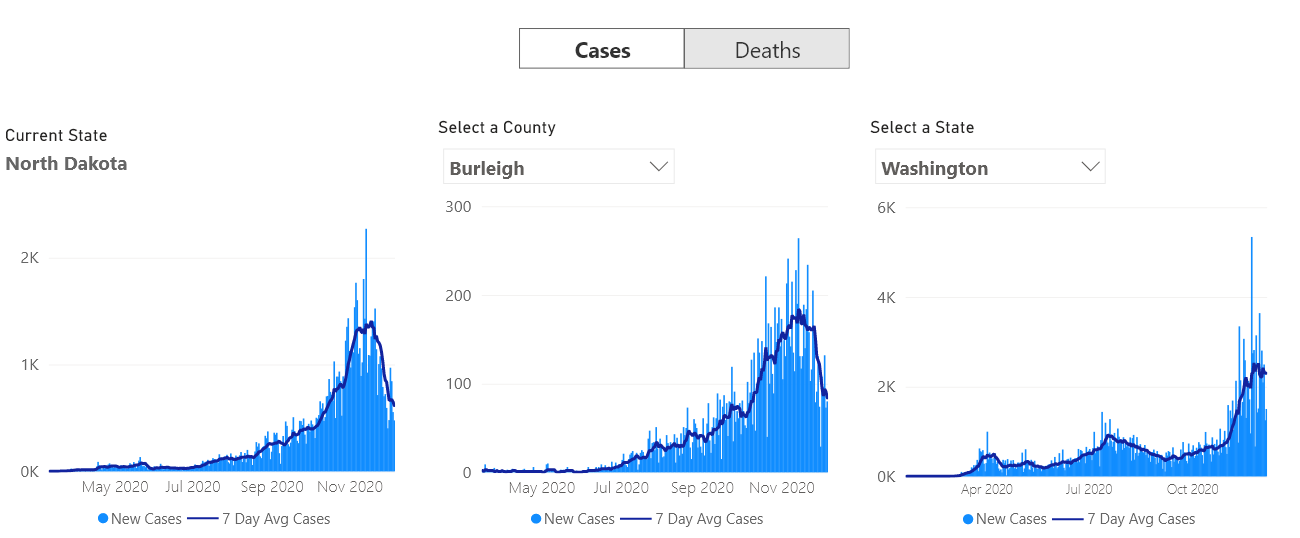 Cases Deaths
Current State
North Dakota
2K
1K
0K
May 2020 Jul 2020 Sep 2020 Nov 2020
New Cases 7 Day Avg Cases
Select a County
Burleigh
300
200
100
0
May 2020 Jul 2020 Sep 2020 Nov 2020
New Cases 7 Day Avg Cases
Select a State
Washington
6K
4K
2K
0K
Apr 2020 Jul 2020 Oct 2020
New Cases 7 Day Avg Cases